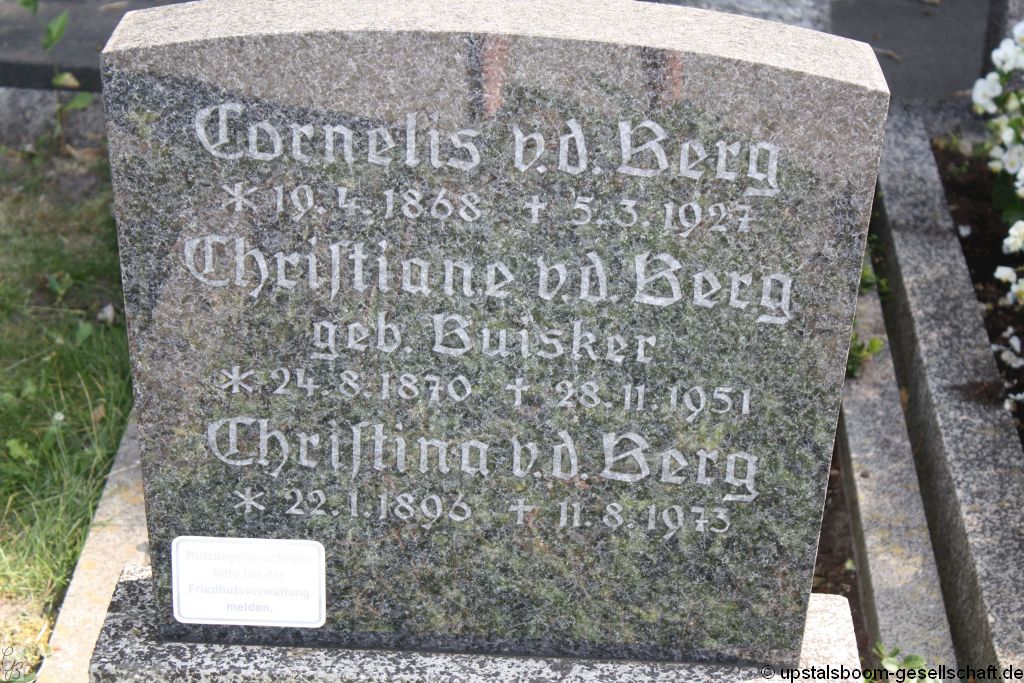 Cornelis v.d. Berg
* 19. 4. 1868 † 5. 3. 1927
Chriſtiane v.d. Berg
geb. Buisker
* 24. 8. 1870 † 28. 11. 1951
Chriſtina v.d. Berg
* 22. 1. 1896 † 11. 8. 1973
Nutzungsberechtigte
bitte bei der
Friedhofsverwaltung
melden.
© upstalsboom-gesellschaft.de